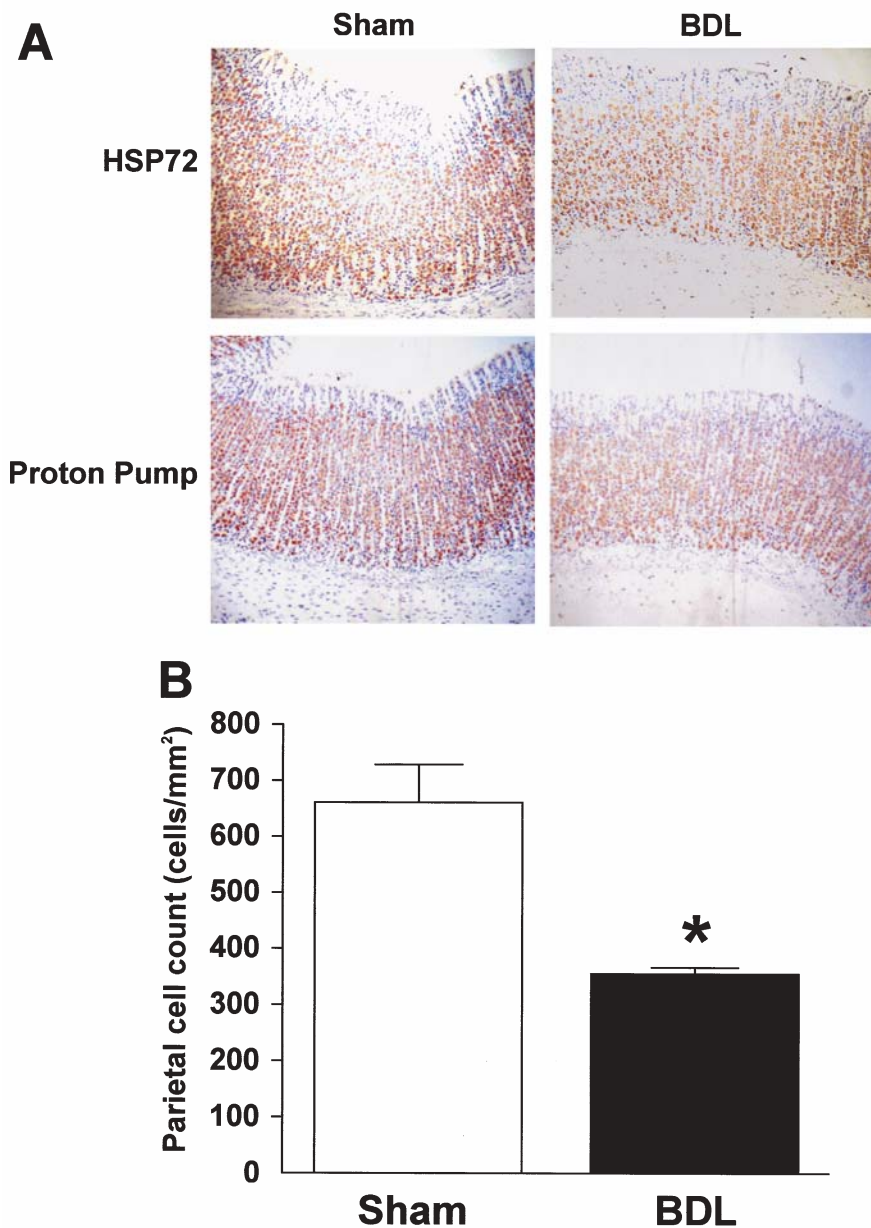 A
Sham BDL
HSP72
Proton Pump
B
Parietal cell count (cells/mm²)
800
700
600
500
400
300
200
100
0
*
Sham BDL